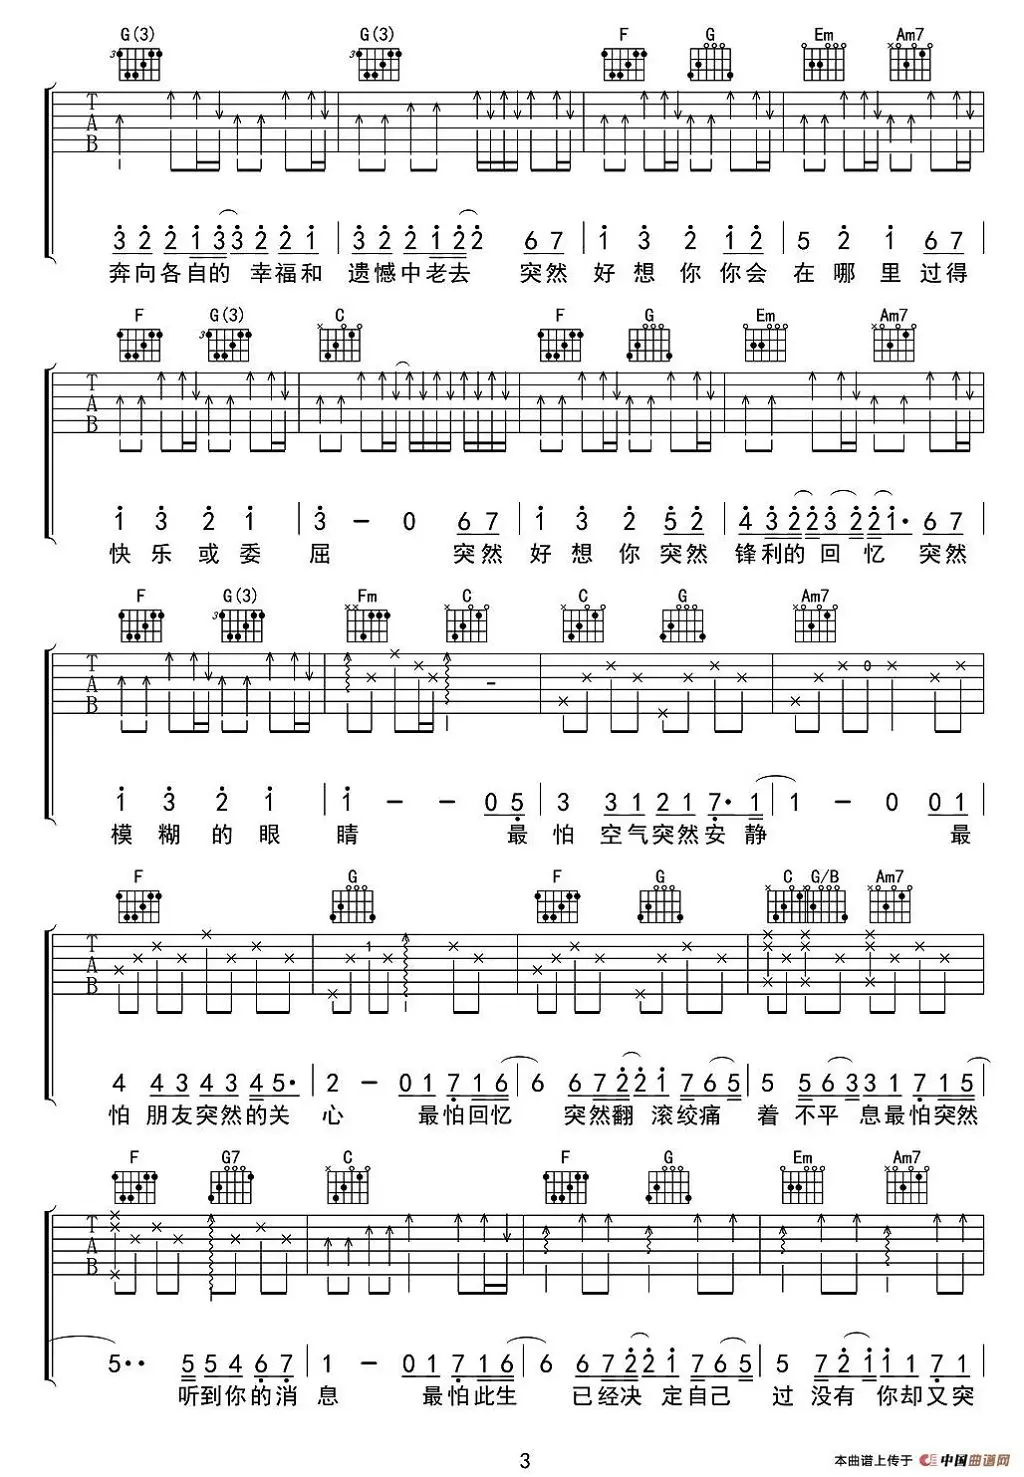 G(3) G(3) F G Em Am7
T
A
B
3 2 2 1 3 3 2 2 1 3 2 2 1 2 2 6 7 1 3 2 1 2 5 2 1 6 7
奔向各自的 幸福和 遗憾中老去 突然 好想你 你会 在哪里过得
F G(3) C F G Em Am7
T
A
B
1 3 2 1 3 – 0 6 7 1 3 2 5 2 4 3 2 2 3 2 2 1· 6 7
快乐或委 屈 突然 好想你 突然 锋利的 回 忆 突然
F G(3) Fm C C G Am7
T
A
B
0
1 3 2 1 1 – – 0 5 3 3 1 2 1 7· 1 1 – 0 0 1
模糊的眼 睛 最 怕 空气突然安 静 最
F G F G C G/B Am7
T
A
B
1
4 4 3 4 3 4 5· 2 – 0 1 7 1 6 6 6 7 2 2 1 7 6 5 5 5 6 3 3 1 7 1 5
怕 朋友突然的关 心 最怕回忆 突然翻 滚绞痛 着 不平 息最怕突然
F G7 C F G Em Am7
T
A
B
5·· 5 5 4 6 7 1 – 0 1 7 1 6 6 6 7 2 2 1 7 6 5 5 7 2 1 1 1 7 1
听到你的消 息 最怕此生 已经决 定自己 过 没有 你却又突
3
本曲谱上传于 中国曲谱网